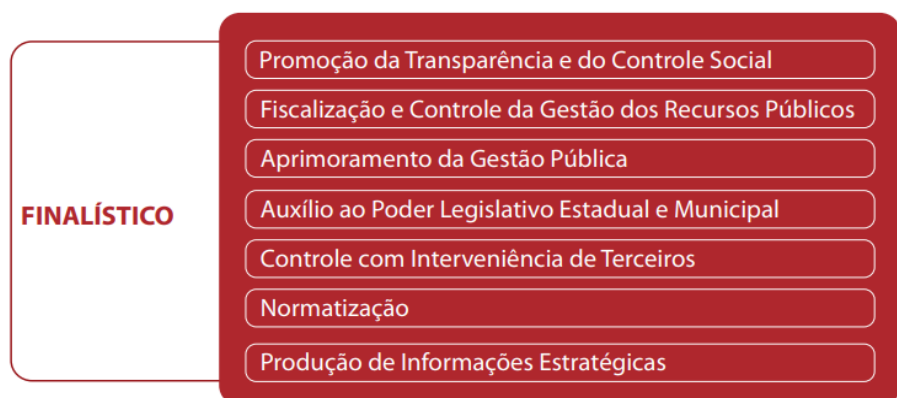 FINALÍSTICO
Promoção da Transparência e do Controle Social
Fiscalização e Controle da Gestão dos Recursos Públicos
Aprimoramento da Gestão Pública
Auxílio ao Poder Legislativo Estadual e Municipal
Controle com Interveniência de Terceiros
Normatização
Produção de Informações Estratégicas